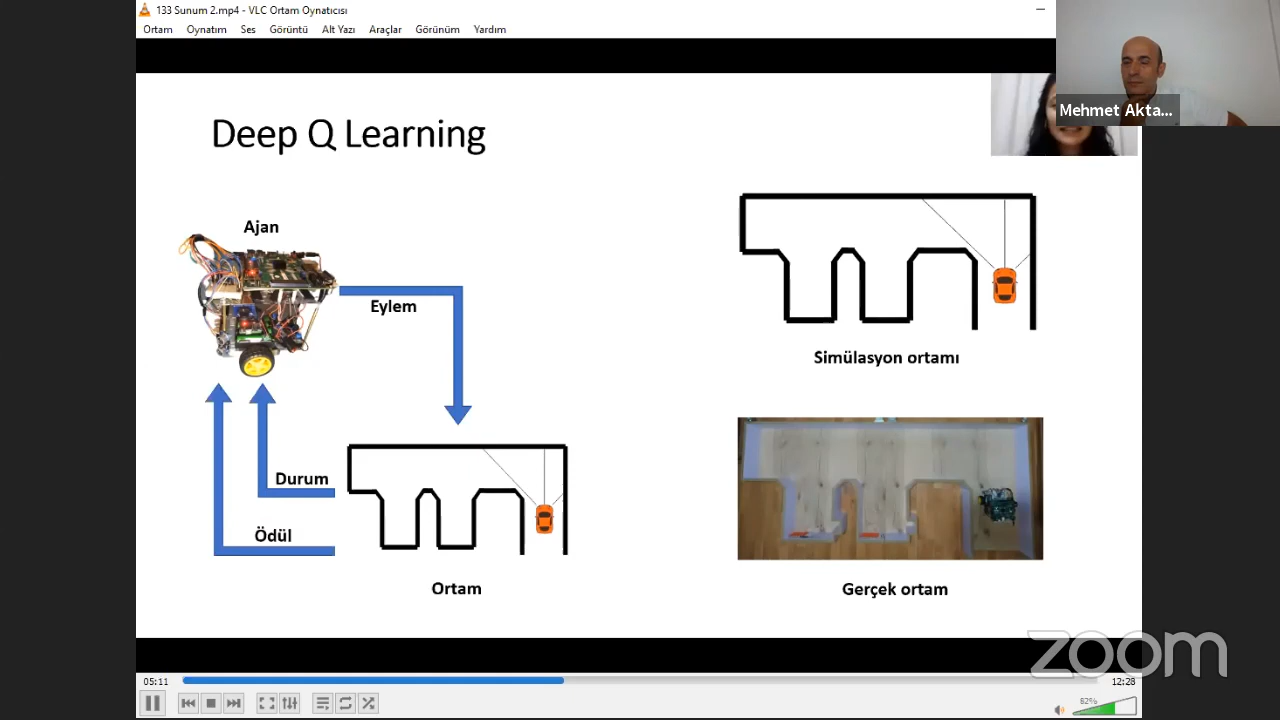 133 Sunum 2.mp4 - VLC Ortam Oynatıcısı
Ortam Oynatım Ses Görüntü Alt Yazı Araçlar Görünüm Yardım
Mehmet Akta...
Deep Q Learning
Ajan
Eylem
Durum
Ödül
Ortam
Simülasyon ortamı
Gerçek ortam
zoom
05:11
12:28
82%